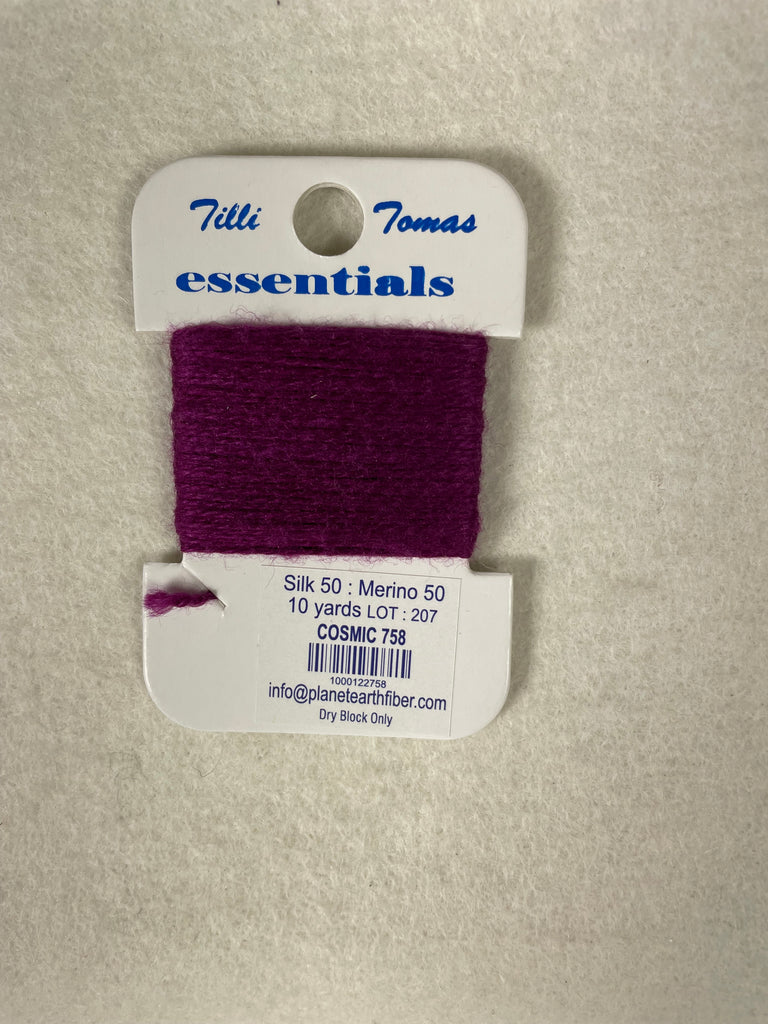 Tilli Tomas
essentials
Silk 50 : Merino 50
10 yards LOT : 207
COSMIC 758
1000122758
info@planetearthfiber.com
Dry Block Only